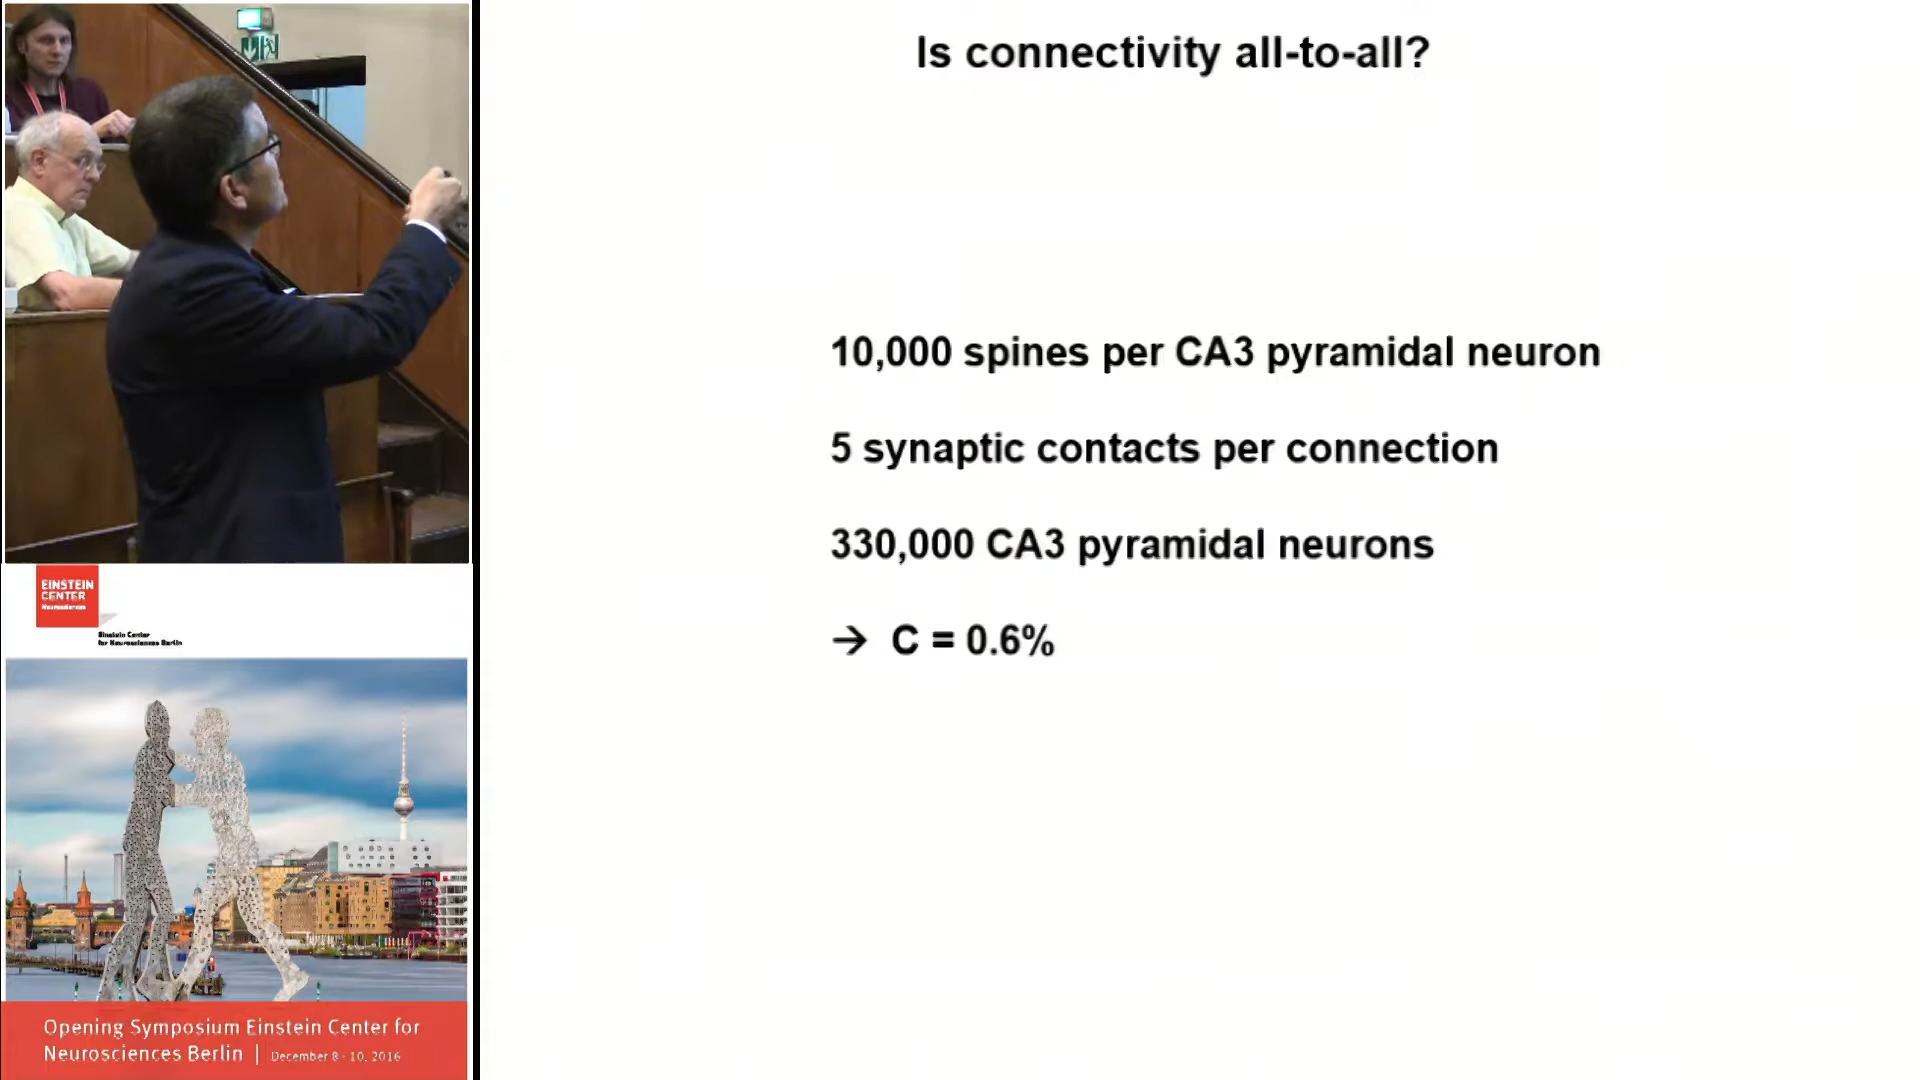 Is connectivity all-to-all?
10,000 spines per CA3 pyramidal neuron
5 synaptic contacts per connection
330,000 CA3 pyramidal neurons
→ C = 0.6%
EINSTEIN
CENTER
Neurosciences
Einstein Center
for Neurosciences Berlin
Opening Symposium Einstein Center for
Neurosciences Berlin | December 8 - 10, 2016